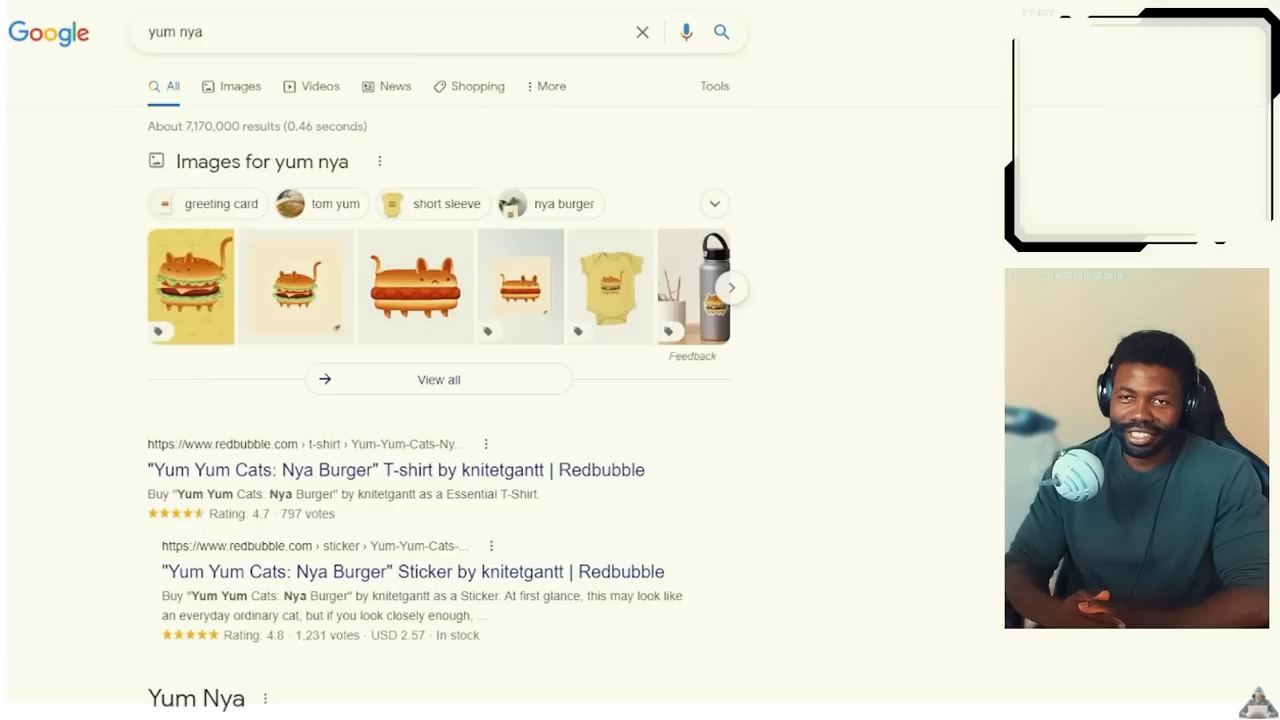 Google
yum nya
All Images Videos News Shopping More Tools
About 7,170,000 results (0.46 seconds)
Images for yum nya
greeting card tom yum short sleeve nya burger
Feedback
View all
https://www.redbubble.com › t-shirt › Yum-Yum-Cats-Ny...
"Yum Yum Cats: Nya Burger" T-shirt by knitetgantt | Redbubble
Buy "Yum Yum Cats: Nya Burger" by knitetgantt as a Essential T-Shirt.
Rating: 4.7 · 797 votes
https://www.redbubble.com › sticker › Yum-Yum-Cats-...
"Yum Yum Cats: Nya Burger" Sticker by knitetgantt | Redbubble
Buy "Yum Yum Cats: Nya Burger" by knitetgantt as a Sticker. At first glance, this may look like
an everyday ordinary cat, but if you look closely enough, ...
Rating: 4.8 · 1,231 votes · USD 2.57 · In stock
Yum Nya